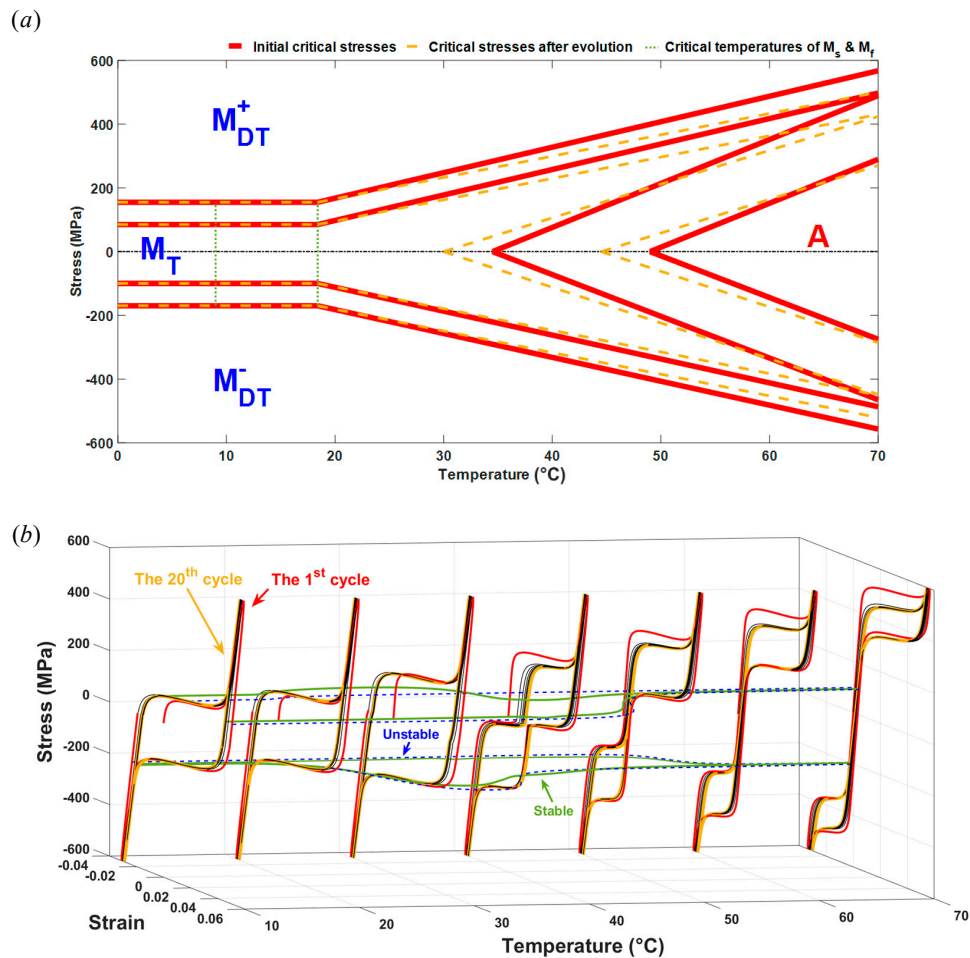 (a)
Initial critical stresses Critical stresses after evolution Critical temperatures of Ms & Mf
600
400
200
0
-200
-400
-600
Stress (MPa)
M+DT
MT
M-DT
A
0 10 20 30 40 50 60 70
Temperature (°C)
(b)
600
400
200
0
-200
-400
-600
Stress (MPa)
The 20th cycle
The 1st cycle
Unstable
Stable
-0.04
-0.02
0
0.02
0.04
0.06
Strain
10 20 30 40 50 60 70
Temperature (°C)